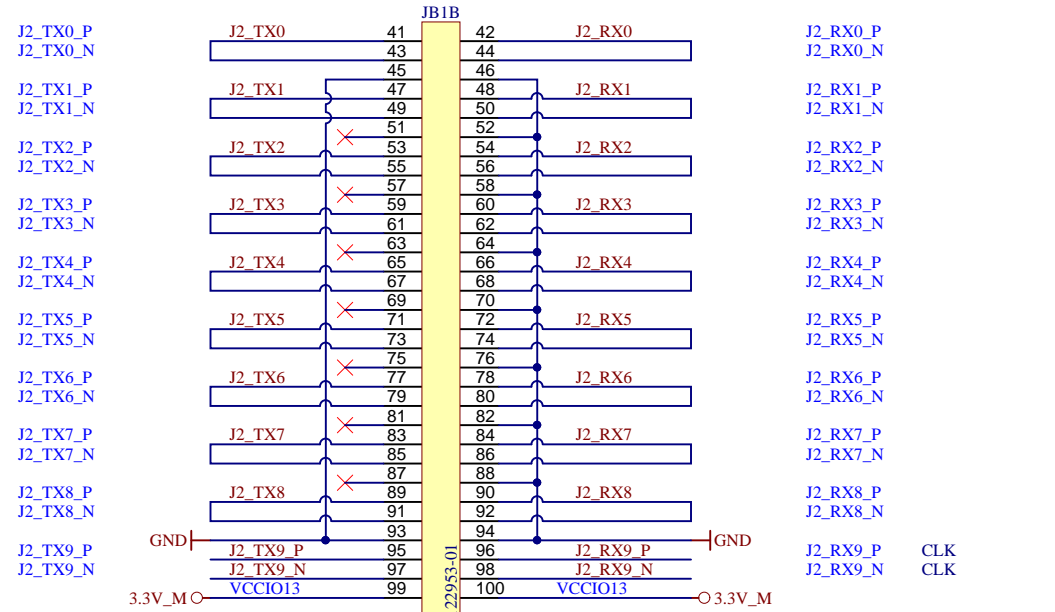 JB1B
J2_TX0_P J2_TX0 41 42 J2_RX0 J2_RX0_P
J2_TX0_N 43 44 J2_RX0_N
45 46
J2_TX1_P J2_TX1 47 48 J2_RX1 J2_RX1_P
J2_TX1_N 49 50 J2_RX1_N
51 52
J2_TX2_P J2_TX2 53 54 J2_RX2 J2_RX2_P
J2_TX2_N 55 56 J2_RX2_N
57 58
J2_TX3_P J2_TX3 59 60 J2_RX3 J2_RX3_P
J2_TX3_N 61 62 J2_RX3_N
63 64
J2_TX4_P J2_TX4 65 66 J2_RX4 J2_RX4_P
J2_TX4_N 67 68 J2_RX4_N
69 70
J2_TX5_P J2_TX5 71 72 J2_RX5 J2_RX5_P
J2_TX5_N 73 74 J2_RX5_N
75 76
J2_TX6_P J2_TX6 77 78 J2_RX6 J2_RX6_P
J2_TX6_N 79 80 J2_RX6_N
81 82
J2_TX7_P J2_TX7 83 84 J2_RX7 J2_RX7_P
J2_TX7_N 85 86 J2_RX7_N
87 88
J2_TX8_P J2_TX8 89 90 J2_RX8 J2_RX8_P
J2_TX8_N 91 92 J2_RX8_N
GND 93 94 GND
J2_TX9_P J2_TX9_P 95 96 J2_RX9_P J2_RX9_P CLK
J2_TX9_N J2_TX9_N 97 98 J2_RX9_N J2_RX9_N CLK
3.3V_M VCCIO13 99 100 VCCIO13 3.3V_M
22953-01